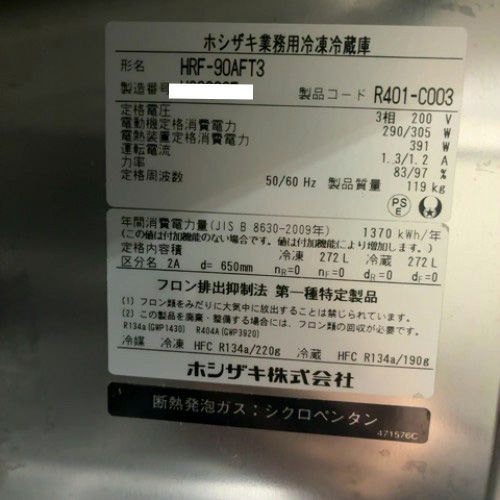 ホシザキ業務用冷凍冷蔵庫
形名 HRF-90AFT3
製造番号
製品コード R401-C003
定格電圧 3相 200 V
電動機定格消費電力 290/305 W
電熱装置定格消費電力 391 W
運転電流 1.3/1.2 A
力率 83/97 %
定格周波数 50/60 Hz 製品質量 119 kg
PS E
年間消費電力量(JIS B 8630-2009年) 1370 kWh/年
(この値は付加機能のない場合です。値は付加機能により増加します。)
定格内容積 冷凍 272 L 冷蔵 272 L
区分名 2A d= 650mm nR=0 nF=0 dR=0 dF=0
フロン排出抑制法 第一種特定製品
(1) フロン類をみだりに大気中に放出することは禁じられています。
(2) この製品を廃棄・整備する場合には、フロン類の回収が必要です。
R134a(GWP1430) R404A(GWP3920)
冷媒 冷凍 HFC R134a/220g 冷蔵 HFC R134a/190g
ホシザキ株式会社
断熱発泡ガス:シクロペンタン
471576C